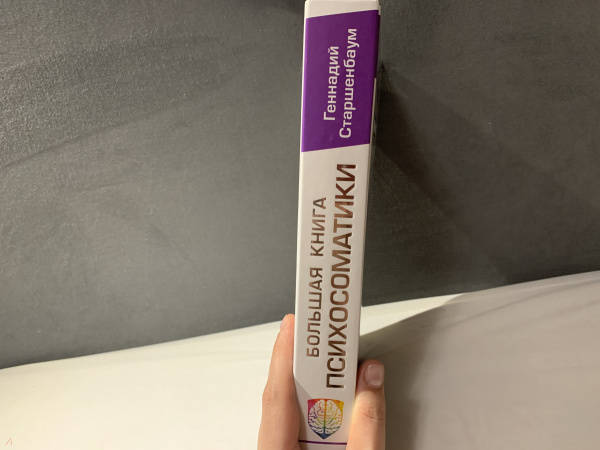 Геннадий
Старшенбаум
БОЛЬШАЯ КНИГА
ПСИХОСОМАТИКИ